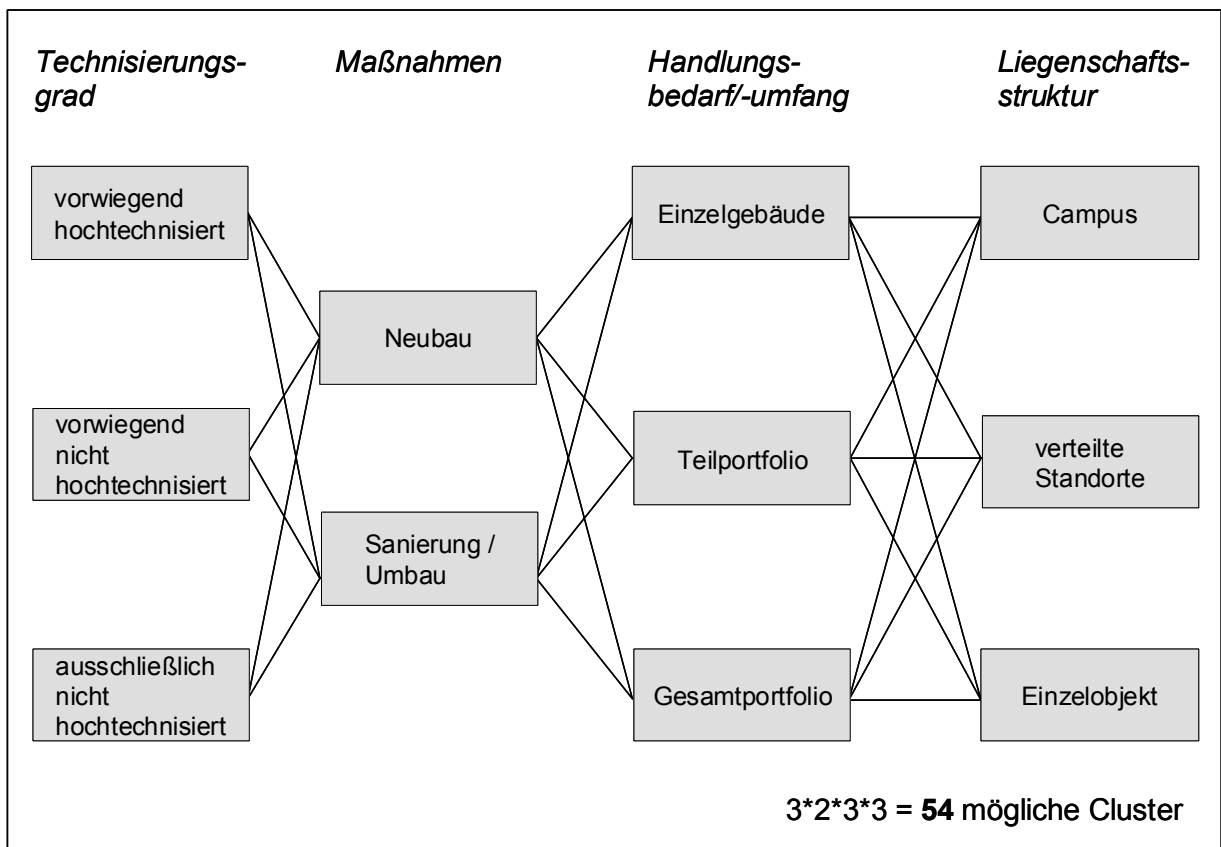 Technisierungs-
grad
Maßnahmen
Handlungs-
bedarf/-umfang
Liegenschafts-
struktur
vorwiegend
hochtechnisiert
Einzelgebäude
Campus
Neubau
vorwiegend
nicht
hochtechnisiert
Teilportfolio
verteilte
Standorte
Sanierung /
Umbau
ausschließlich
nicht
hochtechnisiert
Gesamtportfolio
Einzelobjekt
3*2*3*3 = 54 mögliche Cluster